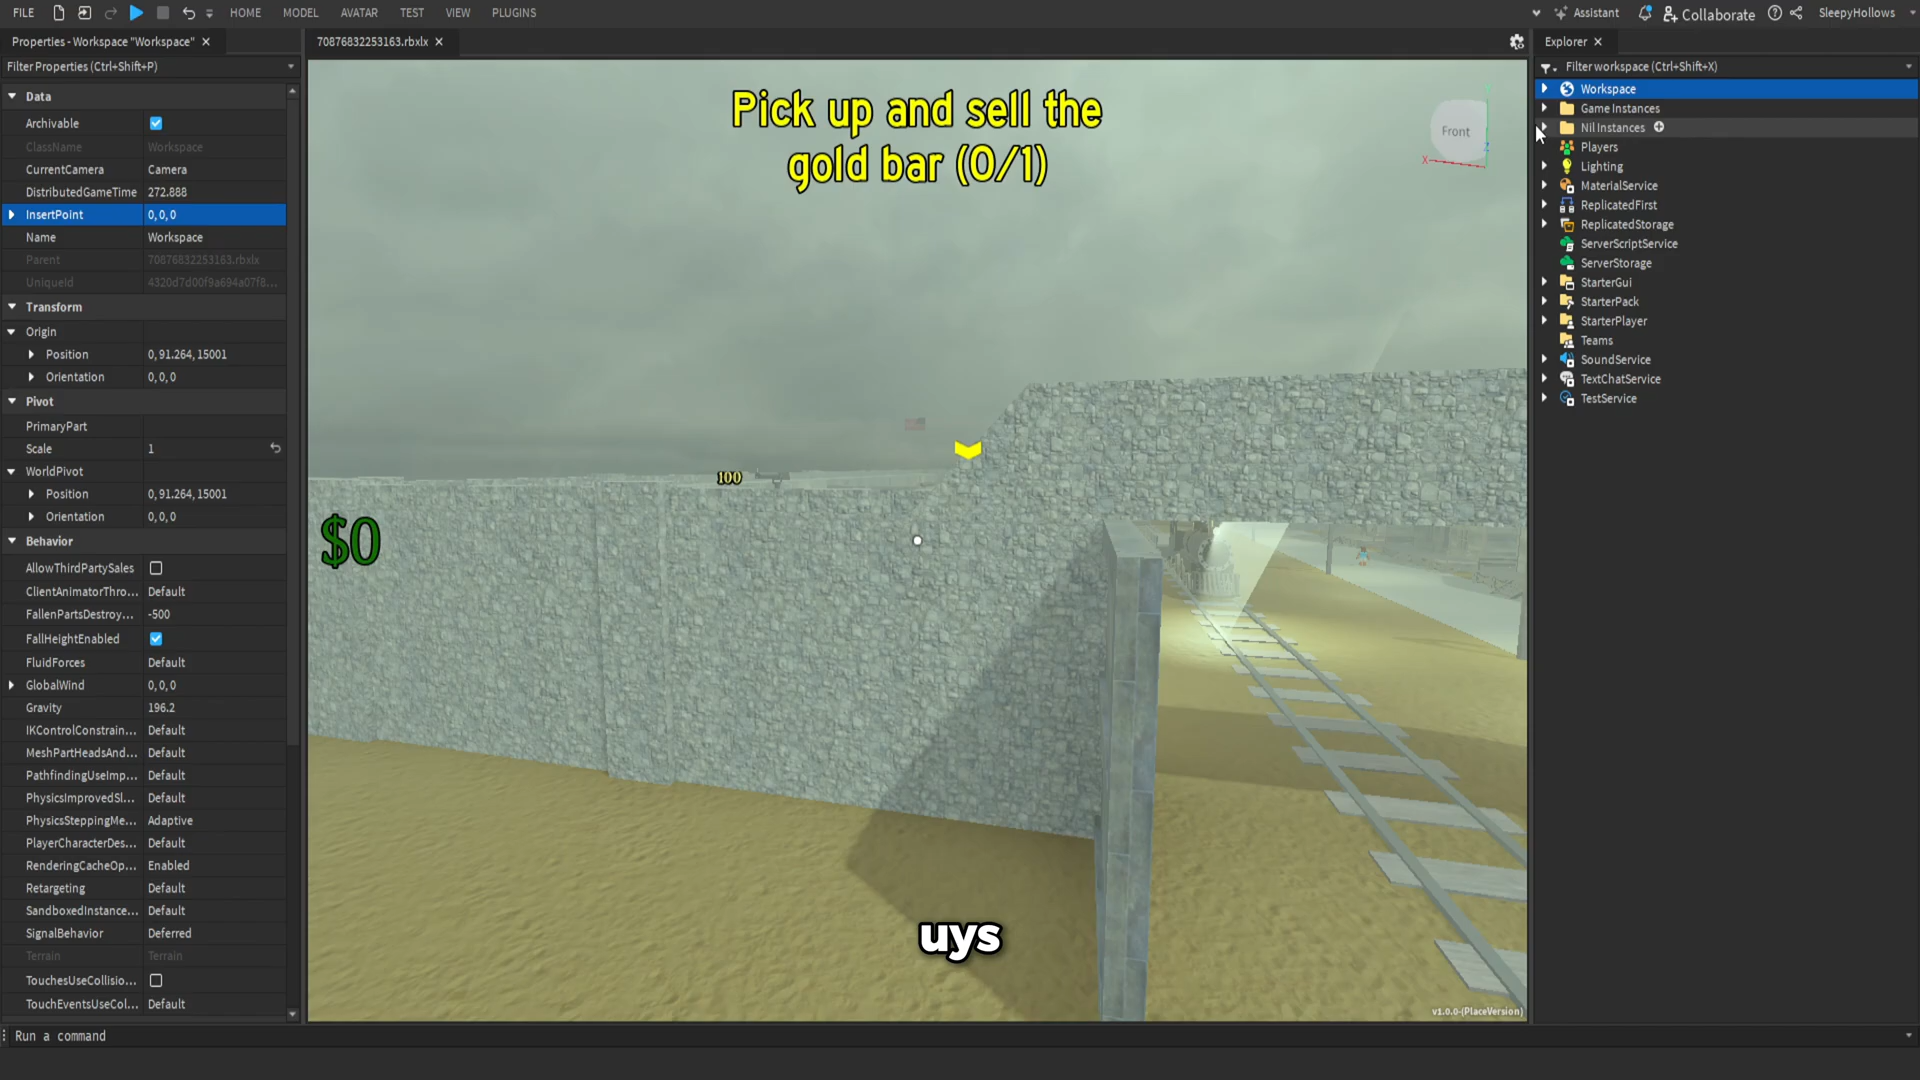 FILE HOME MODEL AVATAR TEST VIEW PLUGINS Assistant Collaborate SleepyHollows
Properties - Workspace "Workspace"
Filter Properties (Ctrl+Shift+P)
Data
Archivable
ClassName Workspace
CurrentCamera Camera
DistributedGameTime 272.888
InsertPoint 0, 0, 0
Name Workspace
Parent 70876832253163.rbxlx
UniqueId 4320d7d00f9a694a07f8...
Transform
Origin
Position 0, 91.264, 15001
Orientation 0, 0, 0
Pivot
PrimaryPart
Scale 1
WorldPivot
Position 0, 91.264, 15001
Orientation 0, 0, 0
Behavior
AllowThirdPartySales
ClientAnimatorThro... Default
FallenPartsDestroy... -500
FallHeightEnabled
FluidForces Default
GlobalWind 0, 0, 0
Gravity 196.2
IKControlConstrain... Default
MeshPartHeadsAnd... Default
PathfindingUseImp... Default
PhysicsImprovedSl... Default
PhysicsSteppingMe... Adaptive
PlayerCharacterDes... Default
RenderingCacheOp... Enabled
Retargeting Default
SandboxedInstance... Default
SignalBehavior Deferred
Terrain Terrain
TouchesUseCollisio...
TouchEventsUseCol... Default
Run a command
70876832253163.rbxlx
Pick up and sell the
gold bar (0/1)
Front
X
100
$0
uys
v1.0.0-(PlaceVersion)
Explorer
Filter workspace (Ctrl+Shift+X)
Workspace
Game Instances
Nil Instances
Players
Lighting
MaterialService
ReplicatedFirst
ReplicatedStorage
ServerScriptService
ServerStorage
StarterGui
StarterPack
StarterPlayer
Teams
SoundService
TextChatService
TestService